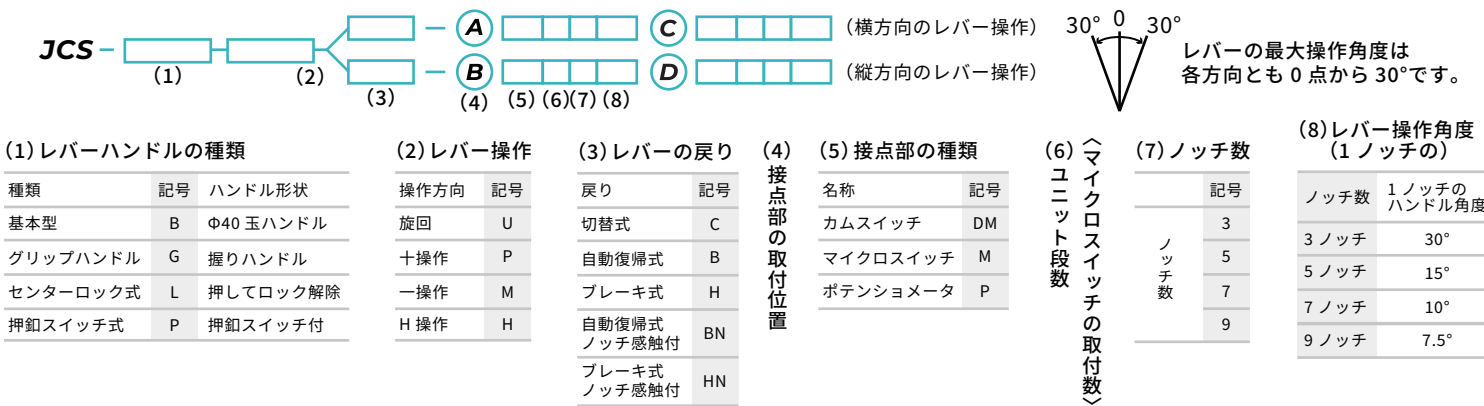 JCS – – A C (横方向のレバー操作)
– B D (縦方向のレバー操作)
(1) (2) (3) (4) (5) (6) (7) (8)
30° 0 30°
レバーの最大操作角度は
各方向とも 0 点から 30°です。
(1)レバーハンドルの種類
種類 記号 ハンドル形状
基本型 B Φ40 玉ハンドル
グリップハンドル G 握りハンドル
センターロック式 L 押してロック解除
押釦スイッチ式 P 押釦スイッチ付
(2)レバー操作
操作方向 記号
旋回 U
十操作 P
一操作 M
H 操作 H
(3)レバーの戻り
戻り 記号
切替式 C
自動復帰式 B
ブレーキ式 H
自動復帰式
ノッチ感触付 BN
ブレーキ式
ノッチ感触付 HN
(4)接点部の取付位置
(5)接点部の種類
名称 記号
カムスイッチ DM
マイクロスイッチ M
ポテンショメータ P
(6)ユニット段数
〈マイクロスイッチの取付数〉
(7)ノッチ数
記号
ノッチ数
3
5
7
9
(8)レバー操作角度
(1 ノッチの)
ノッチ数 1 ノッチの
ハンドル角度
3 ノッチ 30°
5 ノッチ 15°
7 ノッチ 10°
9 ノッチ 7.5°